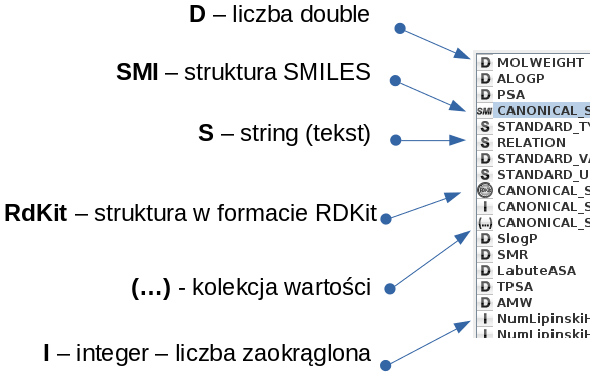 D – liczba double
SMI – struktura SMILES
S – string (tekst)
RdKit – struktura w formacie RDKit
(…) - kolekcja wartości
I – integer – liczba zaokrąglona
D MOLWEIGHT
D ALOGP
D PSA
SMI CANONICAL_S
S STANDARD_TY
S RELATION
D STANDARD_VA
S STANDARD_U
CANONICAL_S
I CANONICAL_S
(...) CANONICAL_S
D SlogP
D SMR
D LabuteASA
D TPSA
D AMW
I NumLipinskiH
I NumLipinskiH